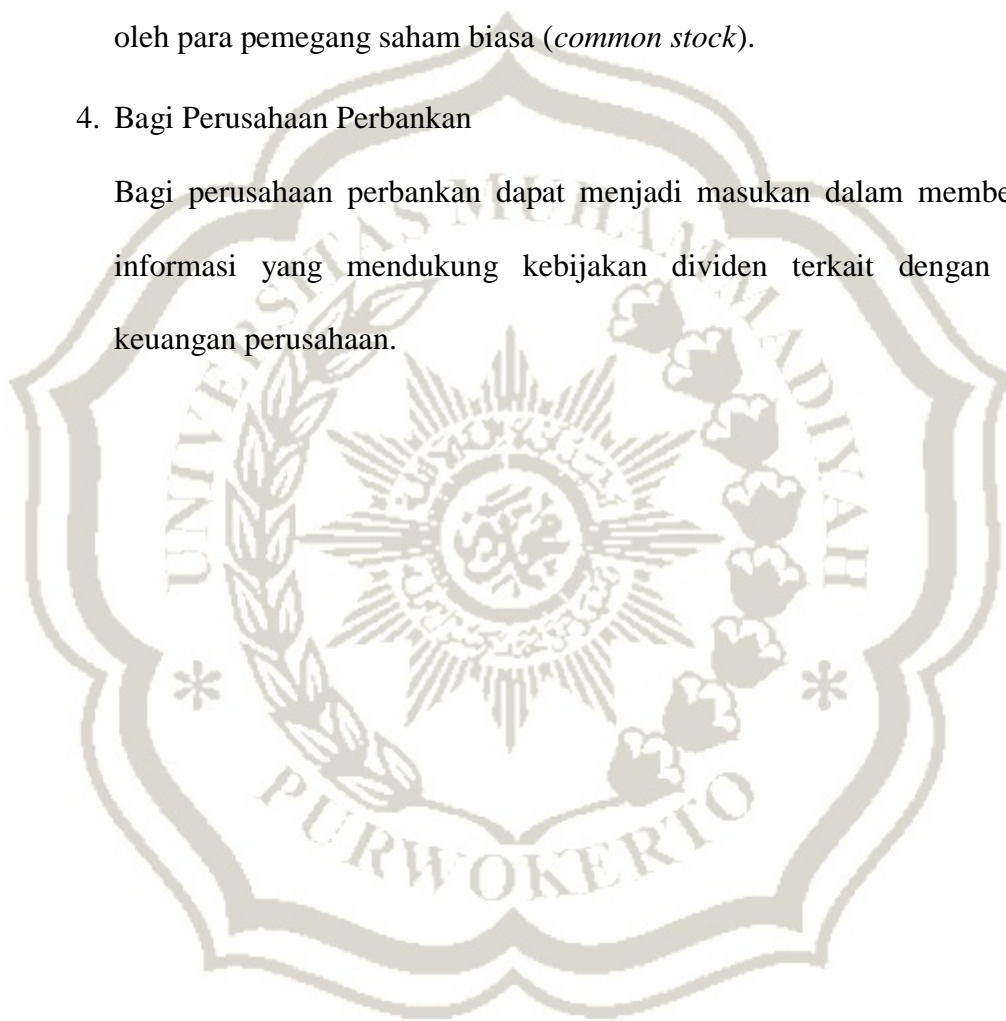 oleh para pemegang saham biasa (common stock).
4. Bagi Perusahaan Perbankan
Bagi perusahaan perbankan dapat menjadi masukan dalam membe
informasi yang mendukung kebijakan dividen terkait dengan
keuangan perusahaan.
UNIVERSITAS MUHAMMADIYAH
PURWOKERTO